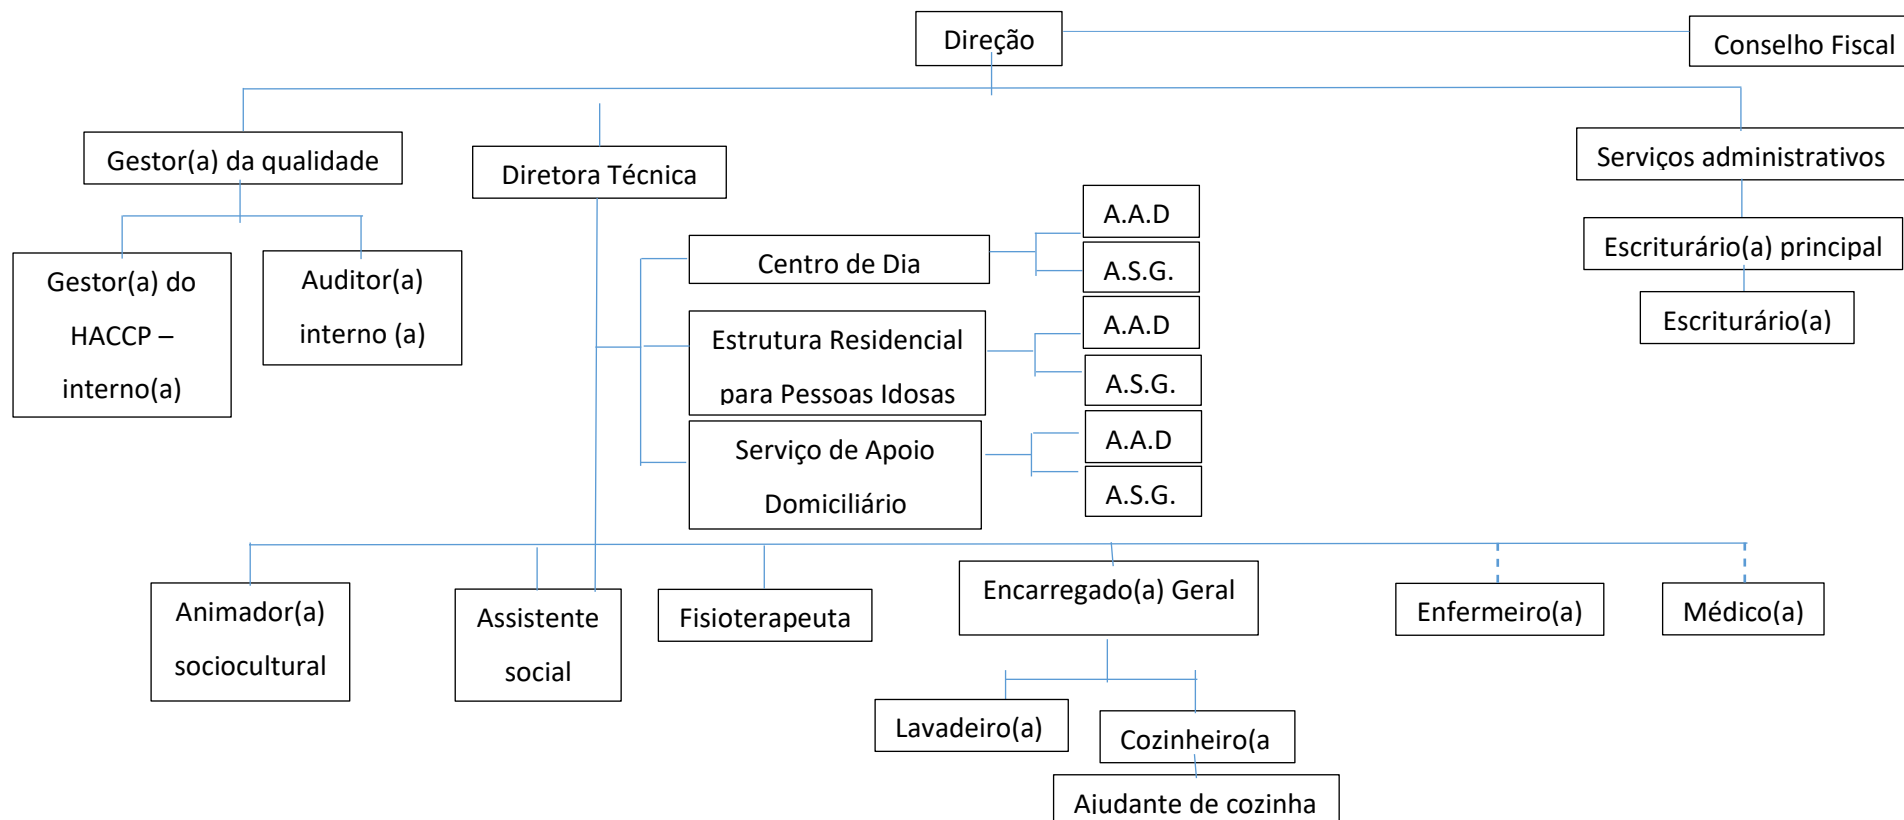 Direção
Conselho Fiscal
Gestor(a) da qualidade
Diretora Técnica
Serviços administrativos
Gestor(a) do
HACCP –
interno(a)
Auditor(a)
interno (a)
Centro de Dia
A.A.D
A.S.G.
Estrutura Residencial
para Pessoas Idosas
A.A.D
A.S.G.
Serviço de Apoio
Domiciliário
A.A.D
A.S.G.
Escriturário(a) principal
Escriturário(a)
Animador(a)
sociocultural
Assistente
social
Fisioterapeuta
Encarregado(a) Geral
Enfermeiro(a)
Médico(a)
Lavadeiro(a)
Cozinheiro(a
Ajudante de cozinha